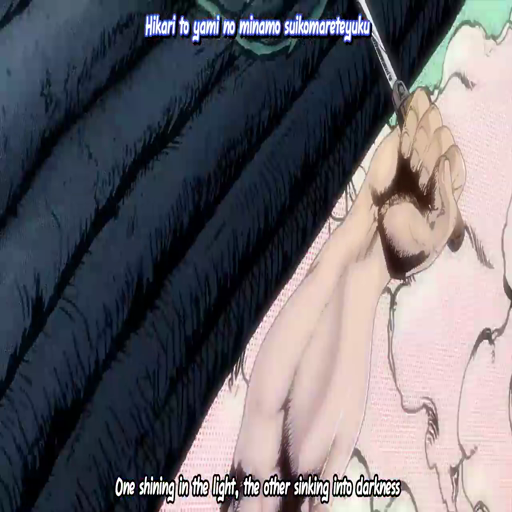 Hikari to yami no minamo suikomareteyuku
One shining in the light, the other sinking into darkness